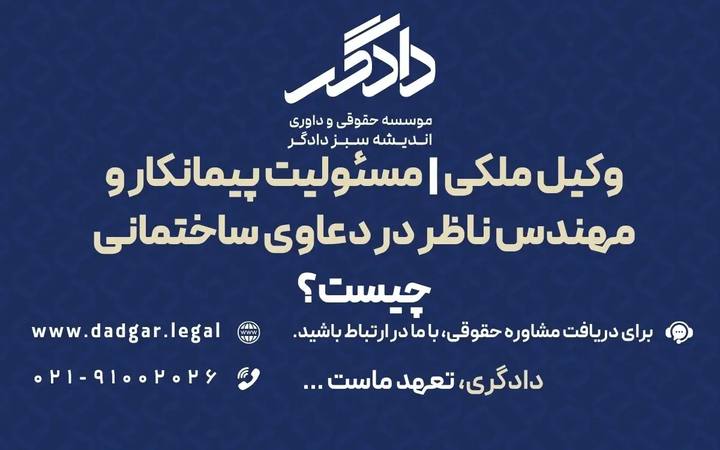 دادگر
موسسه حقوقی و داوری
اندیشه سبز دادگر
وکیل ملکی | مسئولیت پیمانکار و
مهندس ناظر در دعاوی ساختمانی
چیست؟
برای دریافت مشاوره حقوقی، با ما در ارتباط باشید.
www.dadgar.legal
دادگری، تعهد ماست ...
۰۲۱-۹۱۰۰۲۰۲۶